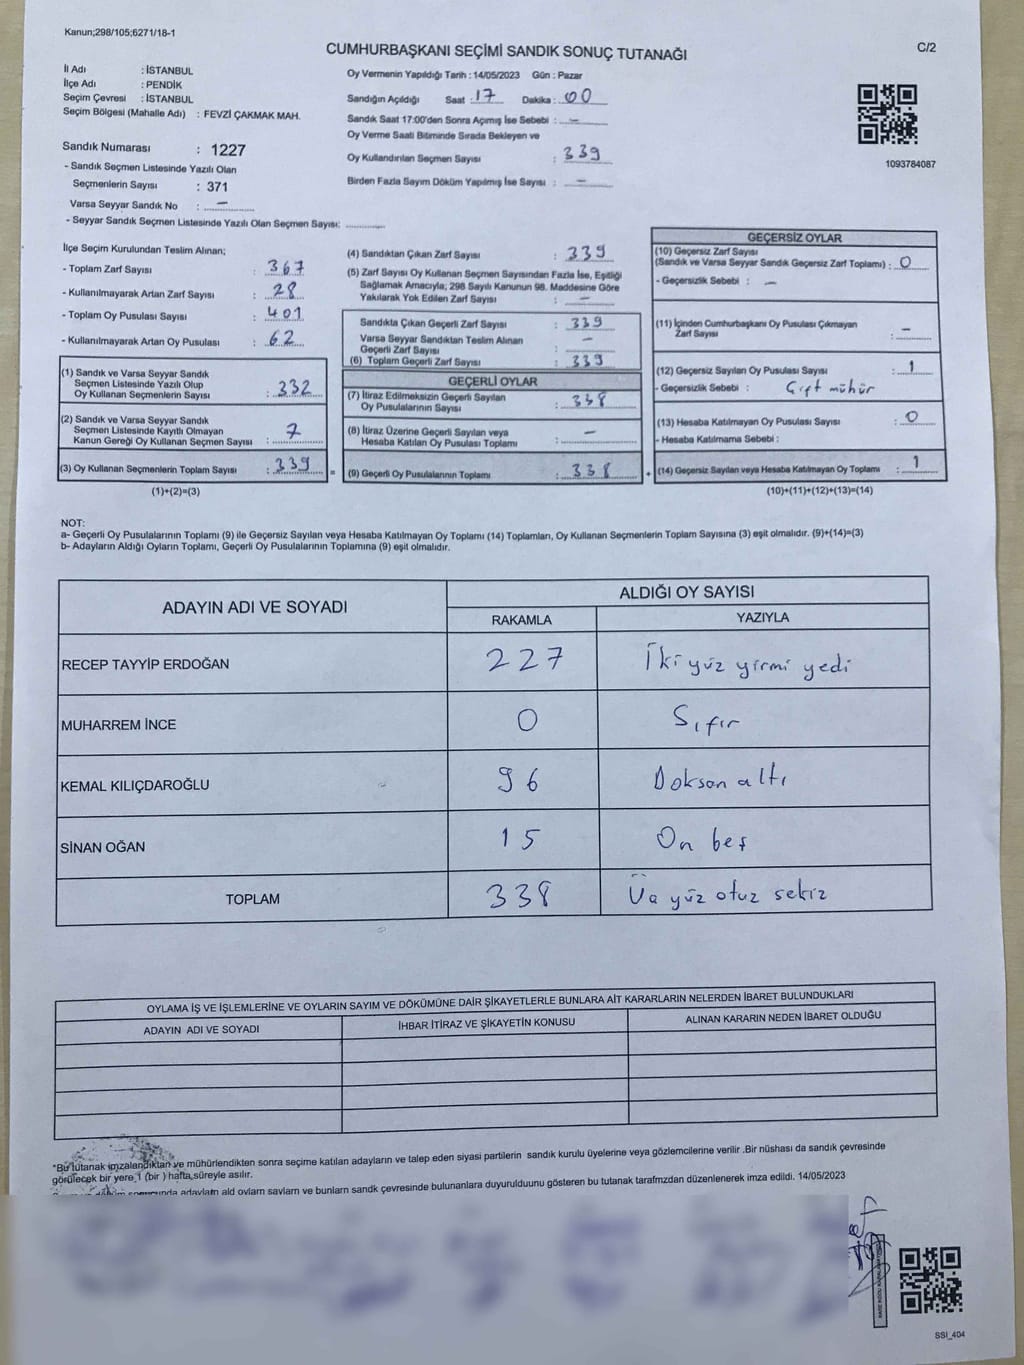 Kanun;298/105;6271/18-1
C/2
CUMHURBAŞKANI SEÇİMİ SANDIK SONUÇ TUTANAĞI
İl Adı : İSTANBUL
İlçe Adı : PENDİK
Seçim Çevresi : İSTANBUL
Seçim Bölgesi (Mahalle Adı) : FEVZİ ÇAKMAK MAH.
Sandık Numarası : 1227
- Sandık Seçmen Listesinde Yazılı Olan
Seçmenlerin Sayısı : 371
Varsa Seyyar Sandık No : —
- Seyyar Sandık Seçmen Listesinde Yazılı Olan Seçmen Sayısı: ..............
Oy Vermenin Yapıldığı Tarih : 14/05/2023 Gün : Pazar
Sandığın Açıldığı Saat : 17 Dakika : 00
Sandık Saat 17:00'den Sonra Açımış İse Sebebi : —
Oy Verme Saati Bitiminde Sırada Bekleyen ve
Oy Kullandırılan Seçmen Sayısı : 339
Birden Fazla Sayım Döküm Yapılmış İse Sayısı : —
1093784087
İlçe Seçim Kurulundan Teslim Alınan;
- Toplam Zarf Sayısı : 367
- Kullanılmayarak Artan Zarf Sayısı : 28
- Toplam Oy Pusulası Sayısı : 401
- Kullanılmayarak Artan Oy Pusulası : 62
(1) Sandık ve Varsa Seyyar Sandık
Seçmen Listesinde Yazılı Olup
Oy Kullanan Seçmenlerin Sayısı : 332
(2) Sandık ve Varsa Seyyar Sandık
Seçmen Listesinde Kayıtlı Olmayan
Kanun Gereği Oy Kullanan Seçmen Sayısı : 7
(3) Oy Kullanan Seçmenlerin Toplam Sayısı : 339 =
(1)+(2)=(3)
(4) Sandıktan Çıkan Zarf Sayısı : 339
(5) Zarf Sayısı Oy Kullanan Seçmen Sayısından Fazla İse, Eşitliği
Sağlamak Amacıyla; 298 Sayılı Kanunun 98. Maddesine Göre
Yakılarak Yok Edilen Zarf Sayısı : —
Sandıkta Çıkan Geçerli Zarf Sayısı : 339
Varsa Seyyar Sandıktan Teslim Alınan
Geçerli Zarf Sayısı : —
(6) Toplam Geçerli Zarf Sayısı : 339
GEÇERLİ OYLAR
(7) İtiraz Edilmeksizin Geçerli Sayılan
Oy Pusulalarının Sayısı : 338
(8) İtiraz Üzerine Geçerli Sayılan veya
Hesaba Katılan Oy Pusulası Toplamı : —
(9) Geçerli Oy Pusulalarının Toplamı : 338 +
GEÇERSİZ OYLAR
(10) Geçersiz Zarf Sayısı
(Sandık ve Varsa Seyyar Sandık Geçersiz Zarf Toplamı) : 0
- Geçersizlik Sebebi : —
(11) İçinden Cumhurbaşkanı Oy Pusulası Çıkmayan
Zarf Sayısı : —
(12) Geçersiz Sayılan Oy Pusulası Sayısı : 1
- Geçersizlik Sebebi : Çift mühür
(13) Hesaba Katılmayan Oy Pusulası Sayısı : 0
- Hesaba Katılmama Sebebi :
(14) Geçersiz Sayılan veya Hesaba Katılmayan Oy Toplamı : 1
(10)+(11)+(12)+(13)=(14)
NOT:
a- Geçerli Oy Pusulalarının Toplamı (9) ile Geçersiz Sayılan veya Hesaba Katılmayan Oy Toplamı (14) Toplamları, Oy Kullanan Seçmenlerin Toplam Sayısına (3) eşit olmalıdır. (9)+(14)=(3)
b- Adayların Aldığı Oyların Toplamı, Geçerli Oy Pusulalarının Toplamına (9) eşit olmalıdır.
ADAYIN ADI VE SOYADI ALDIĞI OY SAYISI
RAKAMLA YAZIYLA
RECEP TAYYİP ERDOĞAN 227 İki yüz yirmi yedi
MUHARREM İNCE 0 Sıfır
KEMAL KILIÇDAROĞLU 96 Doksan altı
SİNAN OĞAN 15 On beş
TOPLAM 338 Üç yüz otuz sekiz
OYLAMA İŞ VE İŞLEMLERİNE VE OYLARIN SAYIM VE DÖKÜMÜNE DAİR ŞİKAYETLERLE BUNLARA AİT KARARLARIN NELERDEN İBARET BULUNDUKLARI
ADAYIN ADI VE SOYADI İHBAR İTİRAZ VE ŞİKAYETİN KONUSU ALINAN KARARIN NEDEN İBARET OLDUĞU
*Bu tutanak imzalandıktan ve mühürlendikten sonra seçime katılan adayların ve talep eden siyasi partilerin sandık kurulu üyelerine veya gözlemcilerine verilir .Bir nüshası da sandık çevresinde
görülecek bir yere 1 (bir ) hafta süreyle asılır.
adayların ald oyların sayların ve bunların sandk çevresinde bulunanlara duyurulduunu gösteren bu tutanak tarafmzdan düzenlenerek imza edildi. 14/05/2023
SSI_404